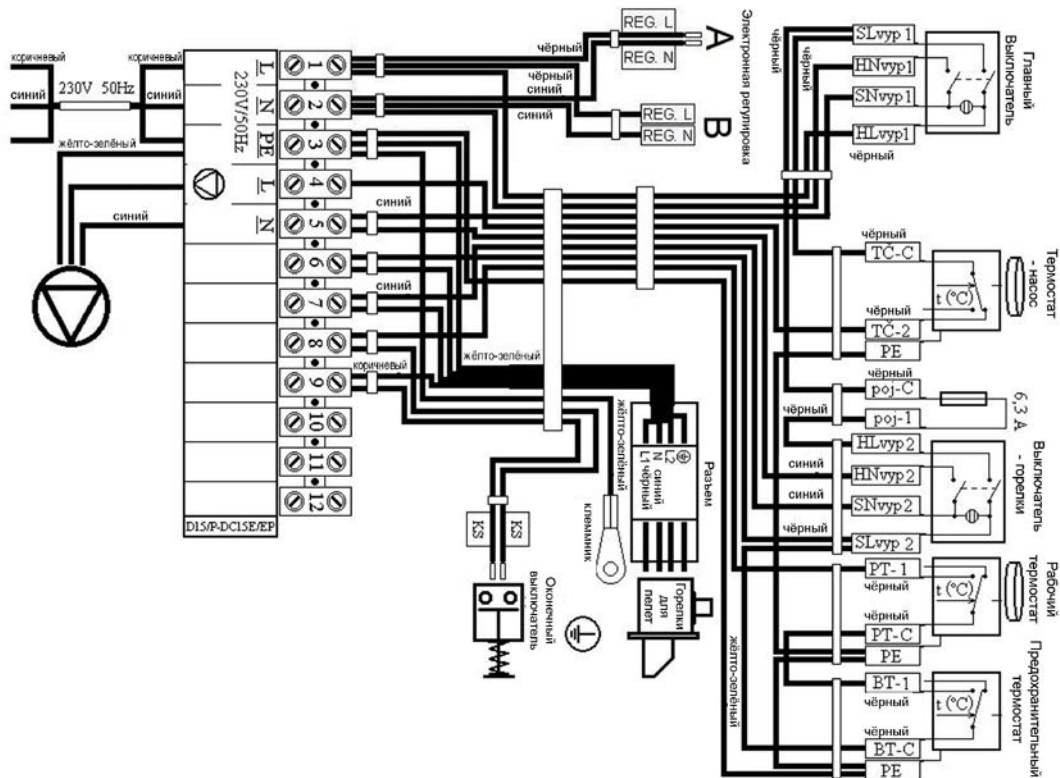 коричневый
синий
230V 50Hz
коричневый
синий
жёлто-зелёный
синий
230V/50Hz
L
N
PE
L
N
1
2
3
4
5
6
7
8
9
10
11
12
D15/P-DC15E/EP
чёрный
чёрный
синий
синий
REG. L
REG. N
A
REG. L
REG. N
B
Электронная регулировка
синий
синий
коричневый
жёлто-зелёный
жёлто-зелёный
L1
N
L2
чёрный
синий
Разъем
клеммник
KS
KS
Оконечный выключатель
Горелки
для
пелет
жёлто-зелёный
чёрный
чёрный
SLvyp 1
HNvyp1
SNvyp1
HLvyp1
чёрный
Главный
Выключатель
чёрный
TČ-C
t (°C)
чёрный
TČ-2
PE
Термостат
- насос
чёрный
poj-C
чёрный
poj-1
6,3 A
HLvyp2
синий
HNvyp2
синий
SNvyp2
чёрный
SLvyp 2
Выключатель
- горелки
PT-1
чёрный
t (°C)
чёрный
PT-C
PE
Рабочий
термостат
BT-1
чёрный
t (°C)
чёрный
BT-C
PE
Предохранительный
термостат